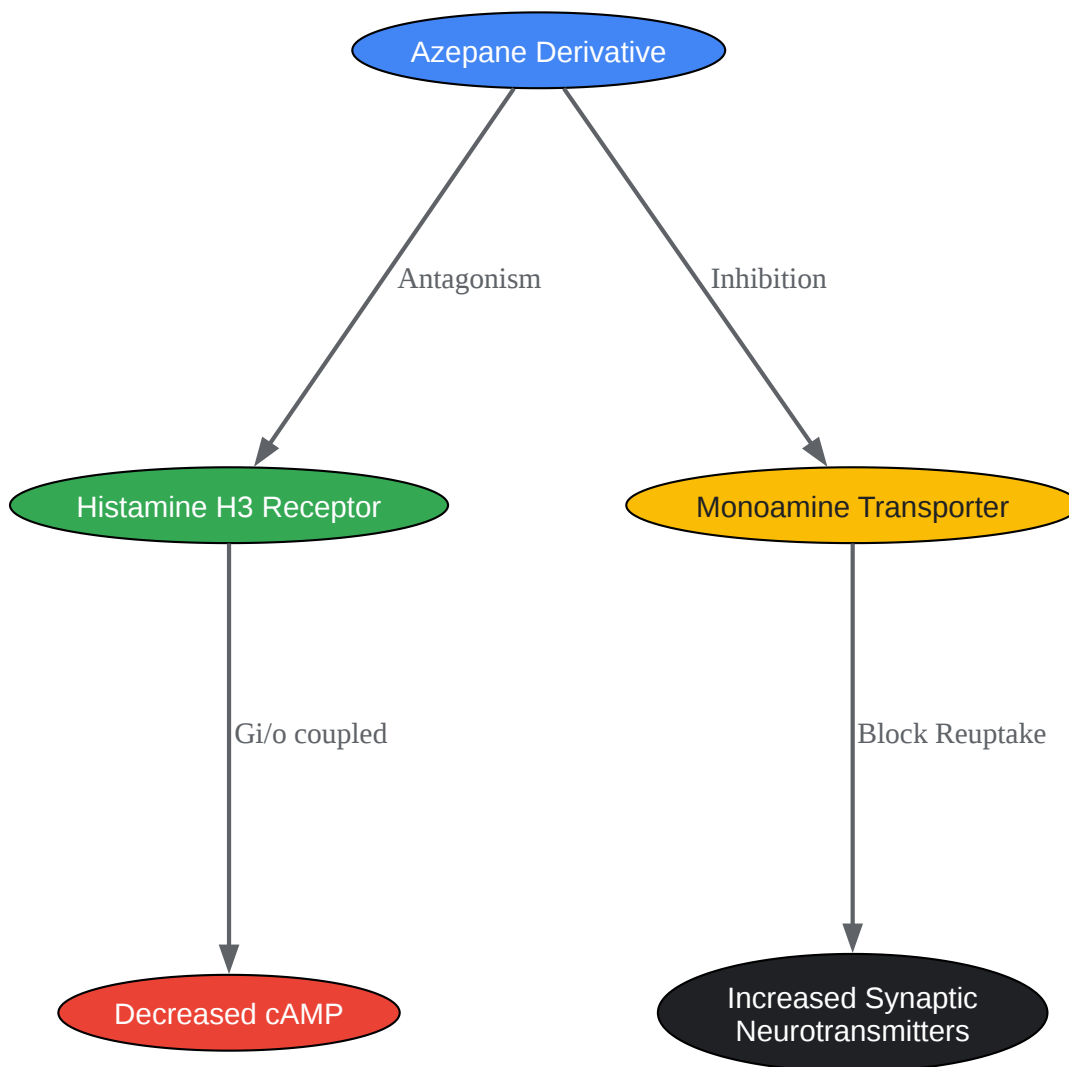 Azepane Derivative
Antagonism
Inhibition
Histamine H3 Receptor
Monoamine Transporter
Gi/o coupled
Block Reuptake
Decreased cAMP
Increased Synaptic
Neurotransmitters